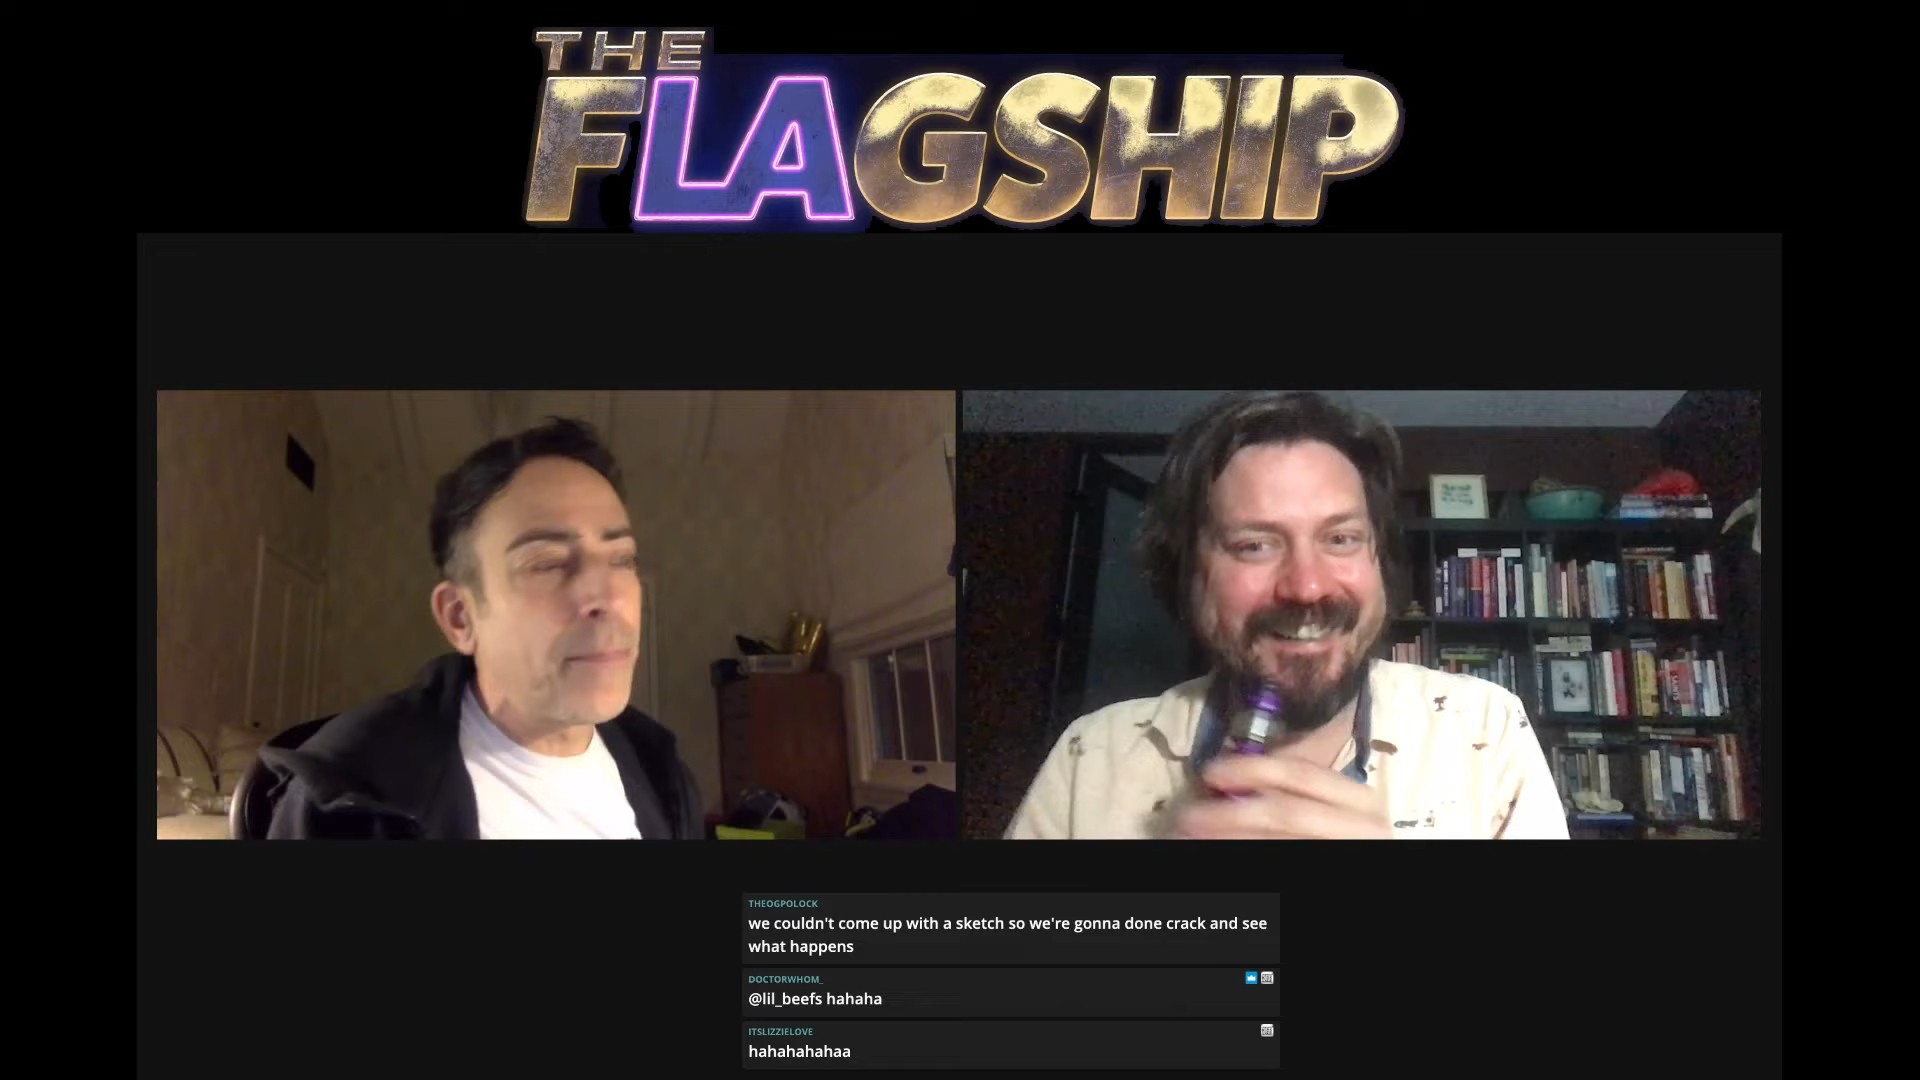 THE
FLAGSHIP
THEOGPOLOCK
we couldn't come up with a sketch so we're gonna done crack and see
what happens
DOCTORWHOM_
@lil_beefs hahaha
ITSLIZZIELOVE
hahahahahaa